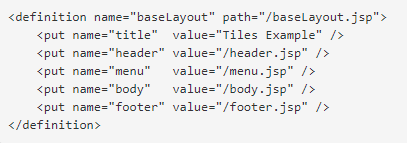 <definition name="baseLayout" path="/baseLayout.jsp">
    <put name="title"  value="Tiles Example" />
    <put name="header" value="/header.jsp" />
    <put name="menu"   value="/menu.jsp" />
    <put name="body"   value="/body.jsp" />
    <put name="footer" value="/footer.jsp" />
</definition>